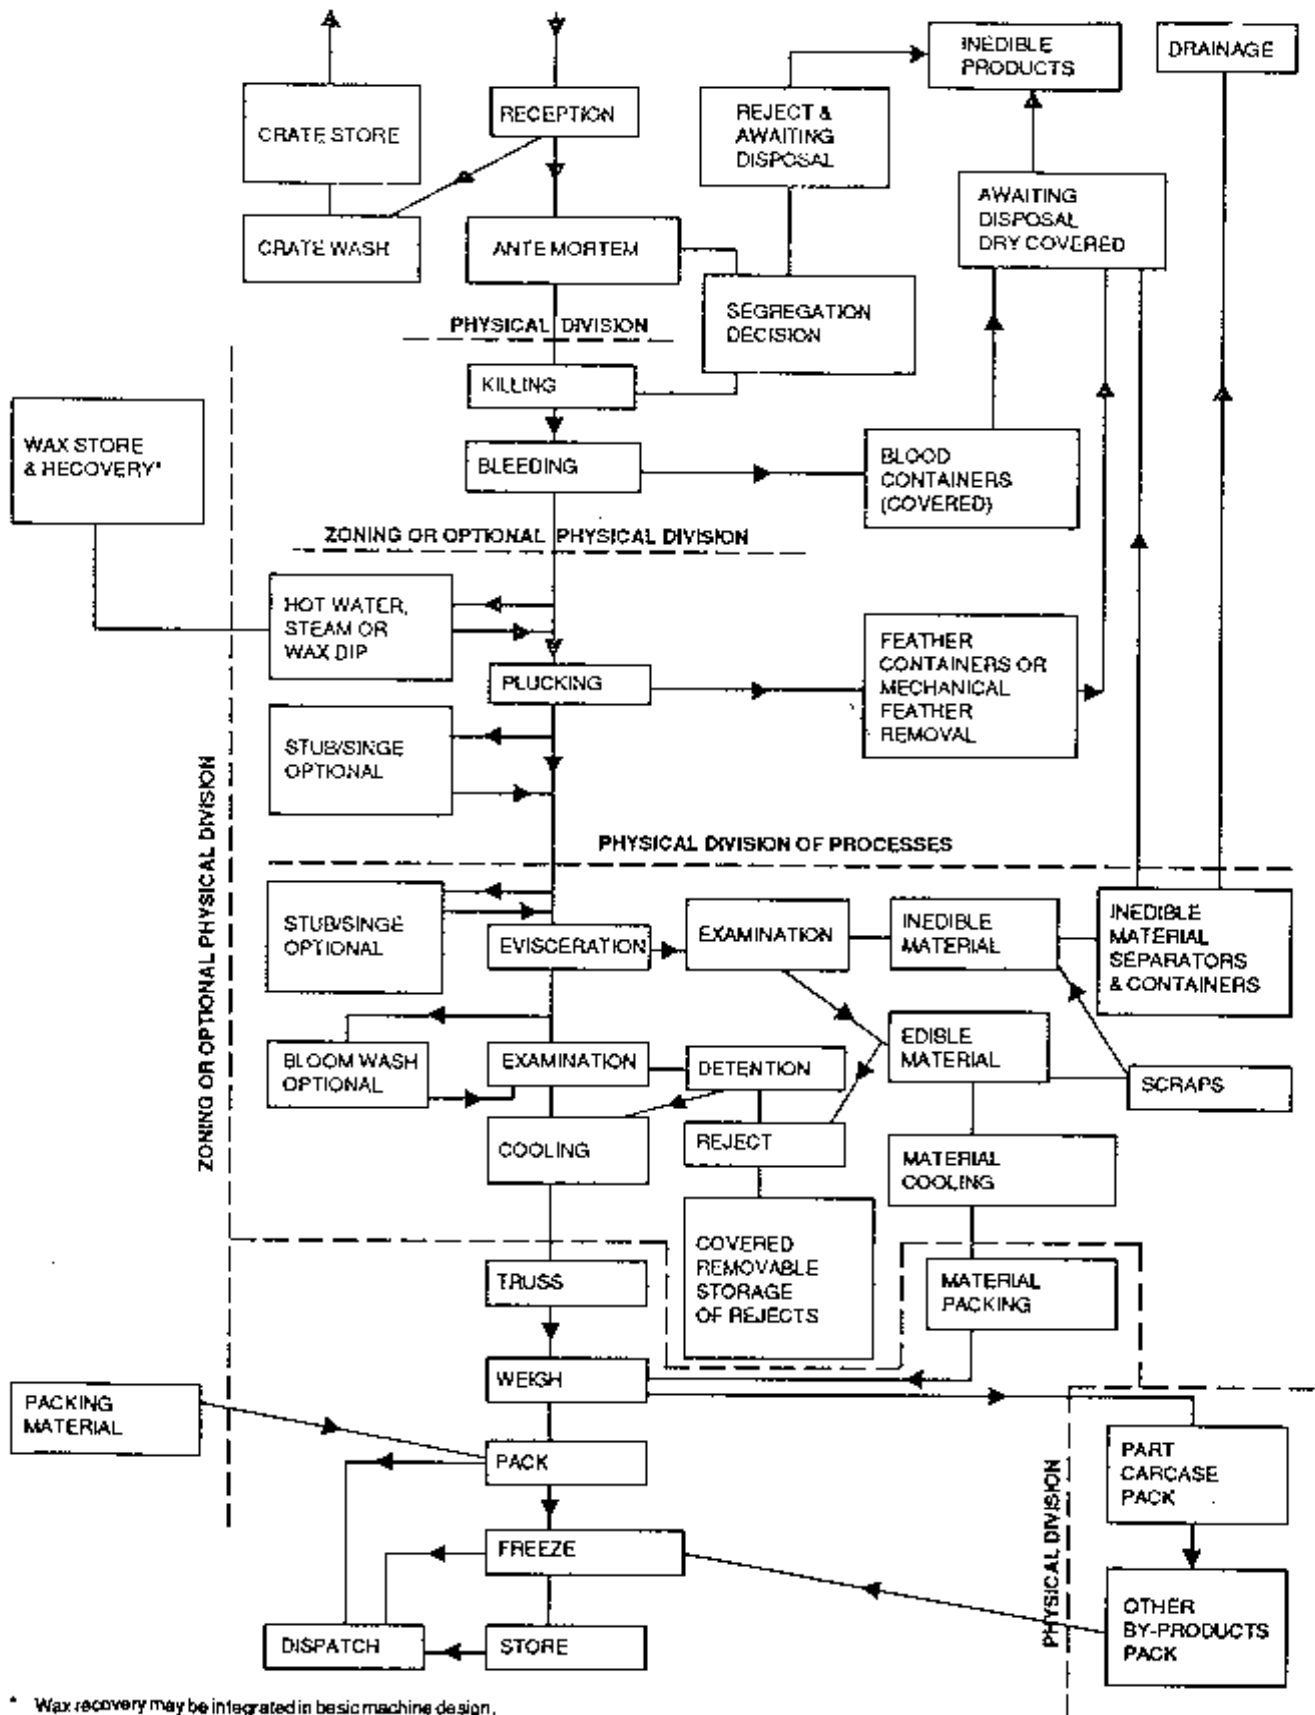 INEDIBLE
PRODUCTS
DRAINAGE
CRATE STORE
RECEPTION
REJECT &
AWAITING
DISPOSAL
AWAITING
DISPOSAL
DRY COVERED
CRATE WASH
ANTE MORTEM
SEGREGATION
DECISION
PHYSICAL DIVISION
KILLING
WAX STORE
& RECOVERY*
BLEEDING
BLOOD
CONTAINERS
(COVERED)
ZONING OR OPTIONAL PHYSICAL DIVISION
HOT WATER,
STEAM OR
WAX DIP
PLUCKING
FEATHER
CONTAINERS OR
MECHANICAL
FEATHER
REMOVAL
STUB/SINGE
OPTIONAL
ZONING OR OPTIONAL PHYSICAL DIVISION
PHYSICAL DIVISION OF PROCESSES
STUB/SINGE
OPTIONAL
EVISCERATION
EXAMINATION
INEDIBLE
MATERIAL
INEDIBLE
MATERIAL
SEPARATORS
& CONTAINERS
BLOOM WASH
OPTIONAL
EXAMINATION
DETENTION
EDIBLE
MATERIAL
SCRAPS
COOLING
REJECT
MATERIAL
COOLING
COVERED
REMOVABLE
STORAGE
OF REJECTS
TRUSS
MATERIAL
PACKING
WEIGH
PACKING
MATERIAL
PACK
PART
CARCASE
PACK
PHYSICAL DIVISION
FREEZE
OTHER
BY-PRODUCTS
PACK
DISPATCH
STORE
* Wax recovery may be integrated in basic machine design.